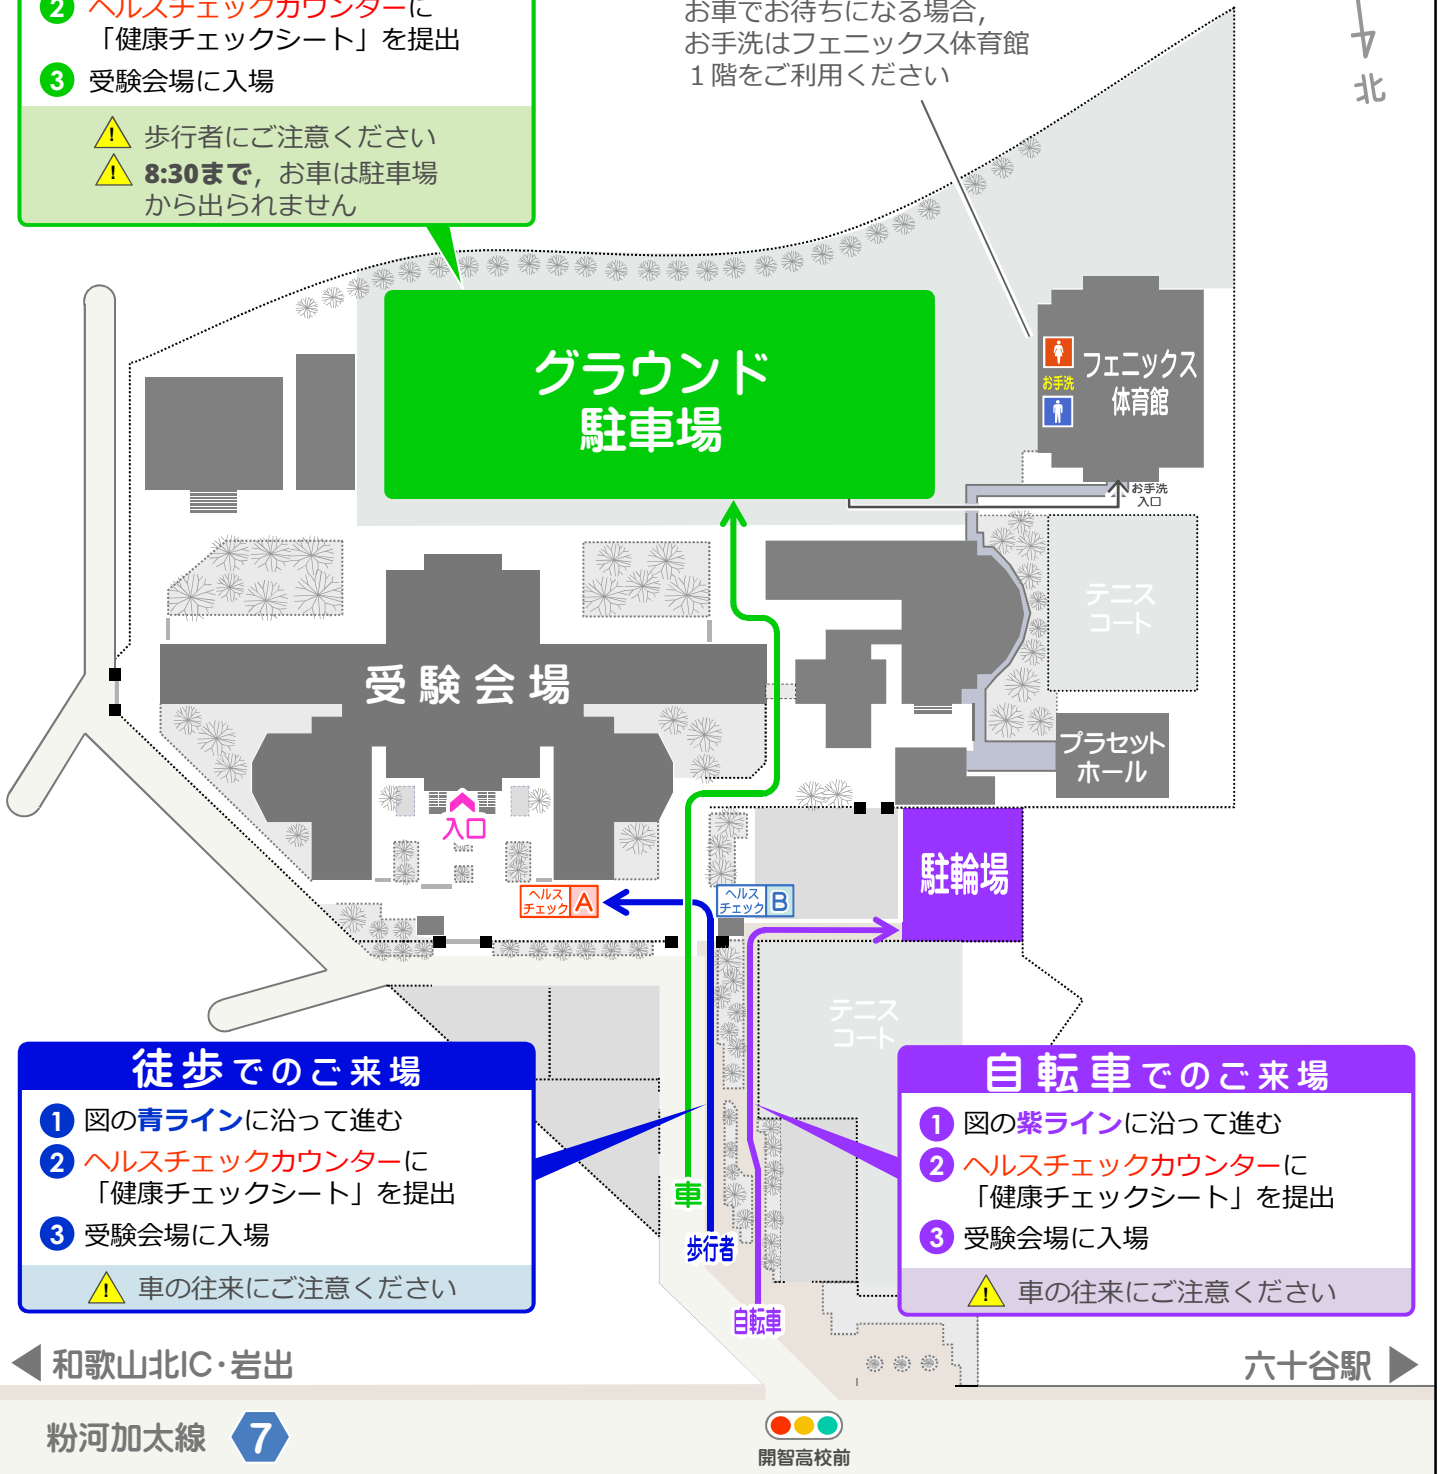 ② ヘルスチェックカウンターに
「健康チェックシート」を提出
③ 受験会場に入場
歩行者にご注意ください
8:30まで，お車は駐車場
から出られません
お車でお待ちになる場合，
お手洗はフェニックス体育館
１階をご利用ください
北
グラウンド
駐車場
お手洗
フェニックス
体育館
お手洗
入口
テニス
コート
受験会場
プラセット
ホール
入口
駐輪場
ヘルス
チェック A
ヘルス
チェック B
テニス
コート
徒歩でのご来場
① 図の青ラインに沿って進む
② ヘルスチェックカウンターに
「健康チェックシート」を提出
③ 受験会場に入場
車の往来にご注意ください
車
歩行者
自転車
自転車でのご来場
① 図の紫ラインに沿って進む
② ヘルスチェックカウンターに
「健康チェックシート」を提出
③ 受験会場に入場
車の往来にご注意ください
和歌山北IC・岩出
六十谷駅
粉河加太線 7
開智高校前